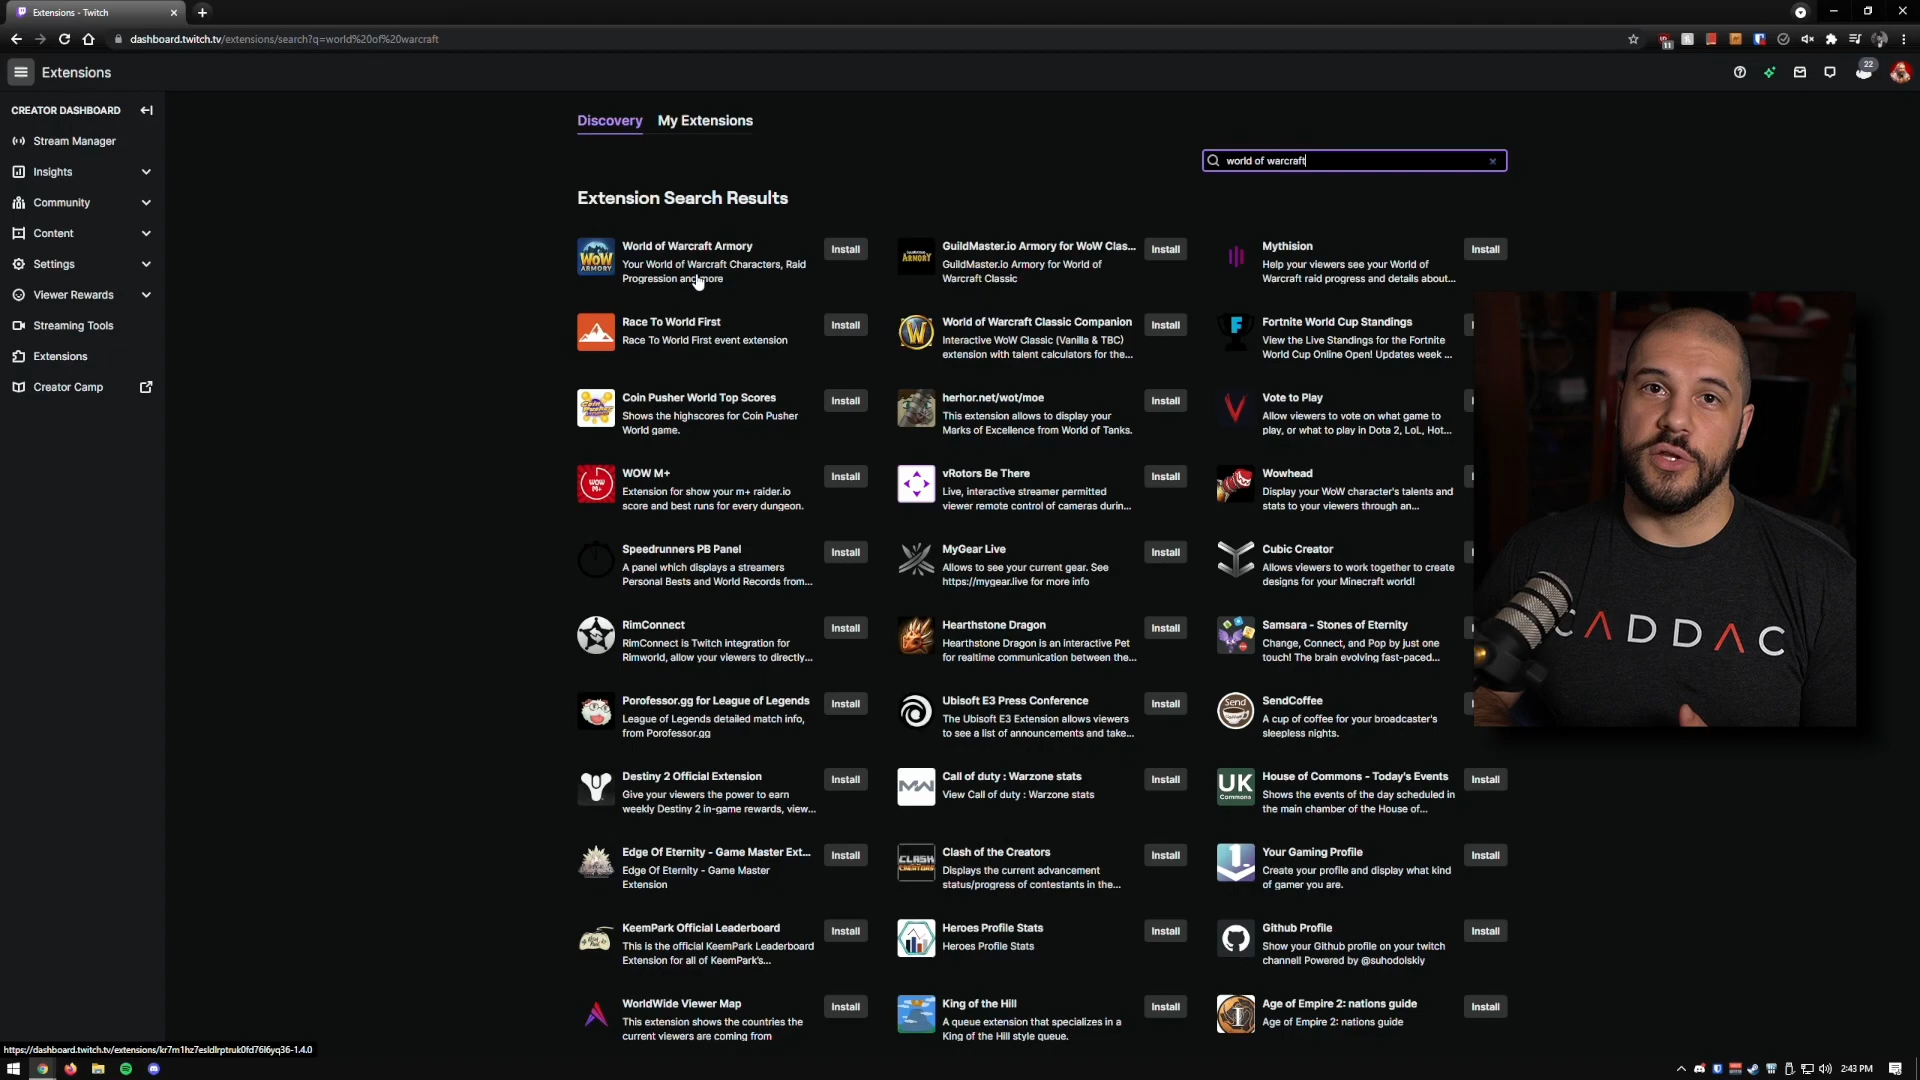 Extensions - Twitch
dashboard.twitch.tv/extensions/search?q=world%20of%20warcraft
11
Extensions
22
CREATOR DASHBOARD
Stream Manager
Insights
Community
Content
Settings
Viewer Rewards
Streaming Tools
Extensions
Creator Camp
Discovery
My Extensions
world of warcraft
Extension Search Results
WOW
ARMORY
World of Warcraft Armory
Your World of Warcraft Characters, Raid
Progression and more
Install
ARMORY
GuildMaster.io Armory for WoW Clas...
GuildMaster.io Armory for World of
Warcraft Classic
Install
Mythision
Help your viewers see your World of
Warcraft raid progress and details about...
Install
Race To World First
Race To World First event extension
Install
World of Warcraft Classic Companion
Interactive WoW Classic (Vanilla & TBC)
extension with talent calculators for the...
Install
Fortnite World Cup Standings
View the Live Standings for the Fortnite
World Cup Online Open! Updates week ...
Coin Pusher World Top Scores
Shows the highscores for Coin Pusher
World game.
Install
herhor.net/wot/moe
This extension allows to display your
Marks of Excellence from World of Tanks.
Install
Vote to Play
Allow viewers to vote on what game to
play, or what to play in Dota 2, LoL, Hot...
WOW
M+
WOW M+
Extension for show your m+ raider.io
score and best runs for every dungeon.
Install
vRotors Be There
Live, interactive streamer permitted
viewer remote control of cameras durin...
Install
Wowhead
Display your WoW character's talents and
stats to your viewers through an...
Speedrunners PB Panel
A panel which displays a streamers
Personal Bests and World Records from...
Install
MyGear Live
Allows to see your current gear. See
https://mygear.live for more info
Install
Cubic Creator
Allows viewers to work together to create
designs for your Minecraft world!
RimConnect
RimConnect is Twitch integration for
Rimworld, allow your viewers to directly...
Install
Hearthstone Dragon
Hearthstone Dragon is an interactive Pet
for realtime communication between the...
Install
Samsara - Stones of Eternity
Change, Connect, and Pop by just one
touch! The brain evolving fast-paced...
CADDAC
Porofessor.gg for League of Legends
League of Legends detailed match info,
from Porofessor.gg
Install
Ubisoft E3 Press Conference
The Ubisoft E3 Extension allows viewers
to see a list of announcements and take...
Install
Send
SendCoffee
A cup of coffee for your broadcaster's
sleepless nights.
Destiny 2 Official Extension
Give your viewers the power to earn
weekly Destiny 2 in-game rewards, view...
Install
MW
Call of duty : Warzone stats
View Call of duty : Warzone stats
Install
UK
Commons
House of Commons - Today's Events
Shows the events of the day scheduled in
the main chamber of the House of...
Install
Edge Of Eternity - Game Master Ext...
Edge Of Eternity - Game Master
Extension
Install
CLASH
CREATORS
Clash of the Creators
Displays the current advancement
status/progress of contestants in the...
Install
Your Gaming Profile
Create your profile and display what kind
of gamer you are.
Install
KeemPark Official Leaderboard
This is the official KeemPark Leaderboard
Extension for all of KeemPark's...
Install
Heroes Profile Stats
Heroes Profile Stats
Install
Github Profile
Show your Github profile on your twitch
channel! Powered by @suhodolskiy
Install
WorldWide Viewer Map
This extension shows the countries the
current viewers are coming from
Install
King of the Hill
A queue extension that specializes in a
King of the Hill style queue.
Install
Age of Empire 2: nations guide
Age of Empire 2: nations guide
Install
https://dashboard.twitch.tv/extensions/kr7m1hz7esldlrptruk0fd76l6yq36-1.4.0
2:43 PM